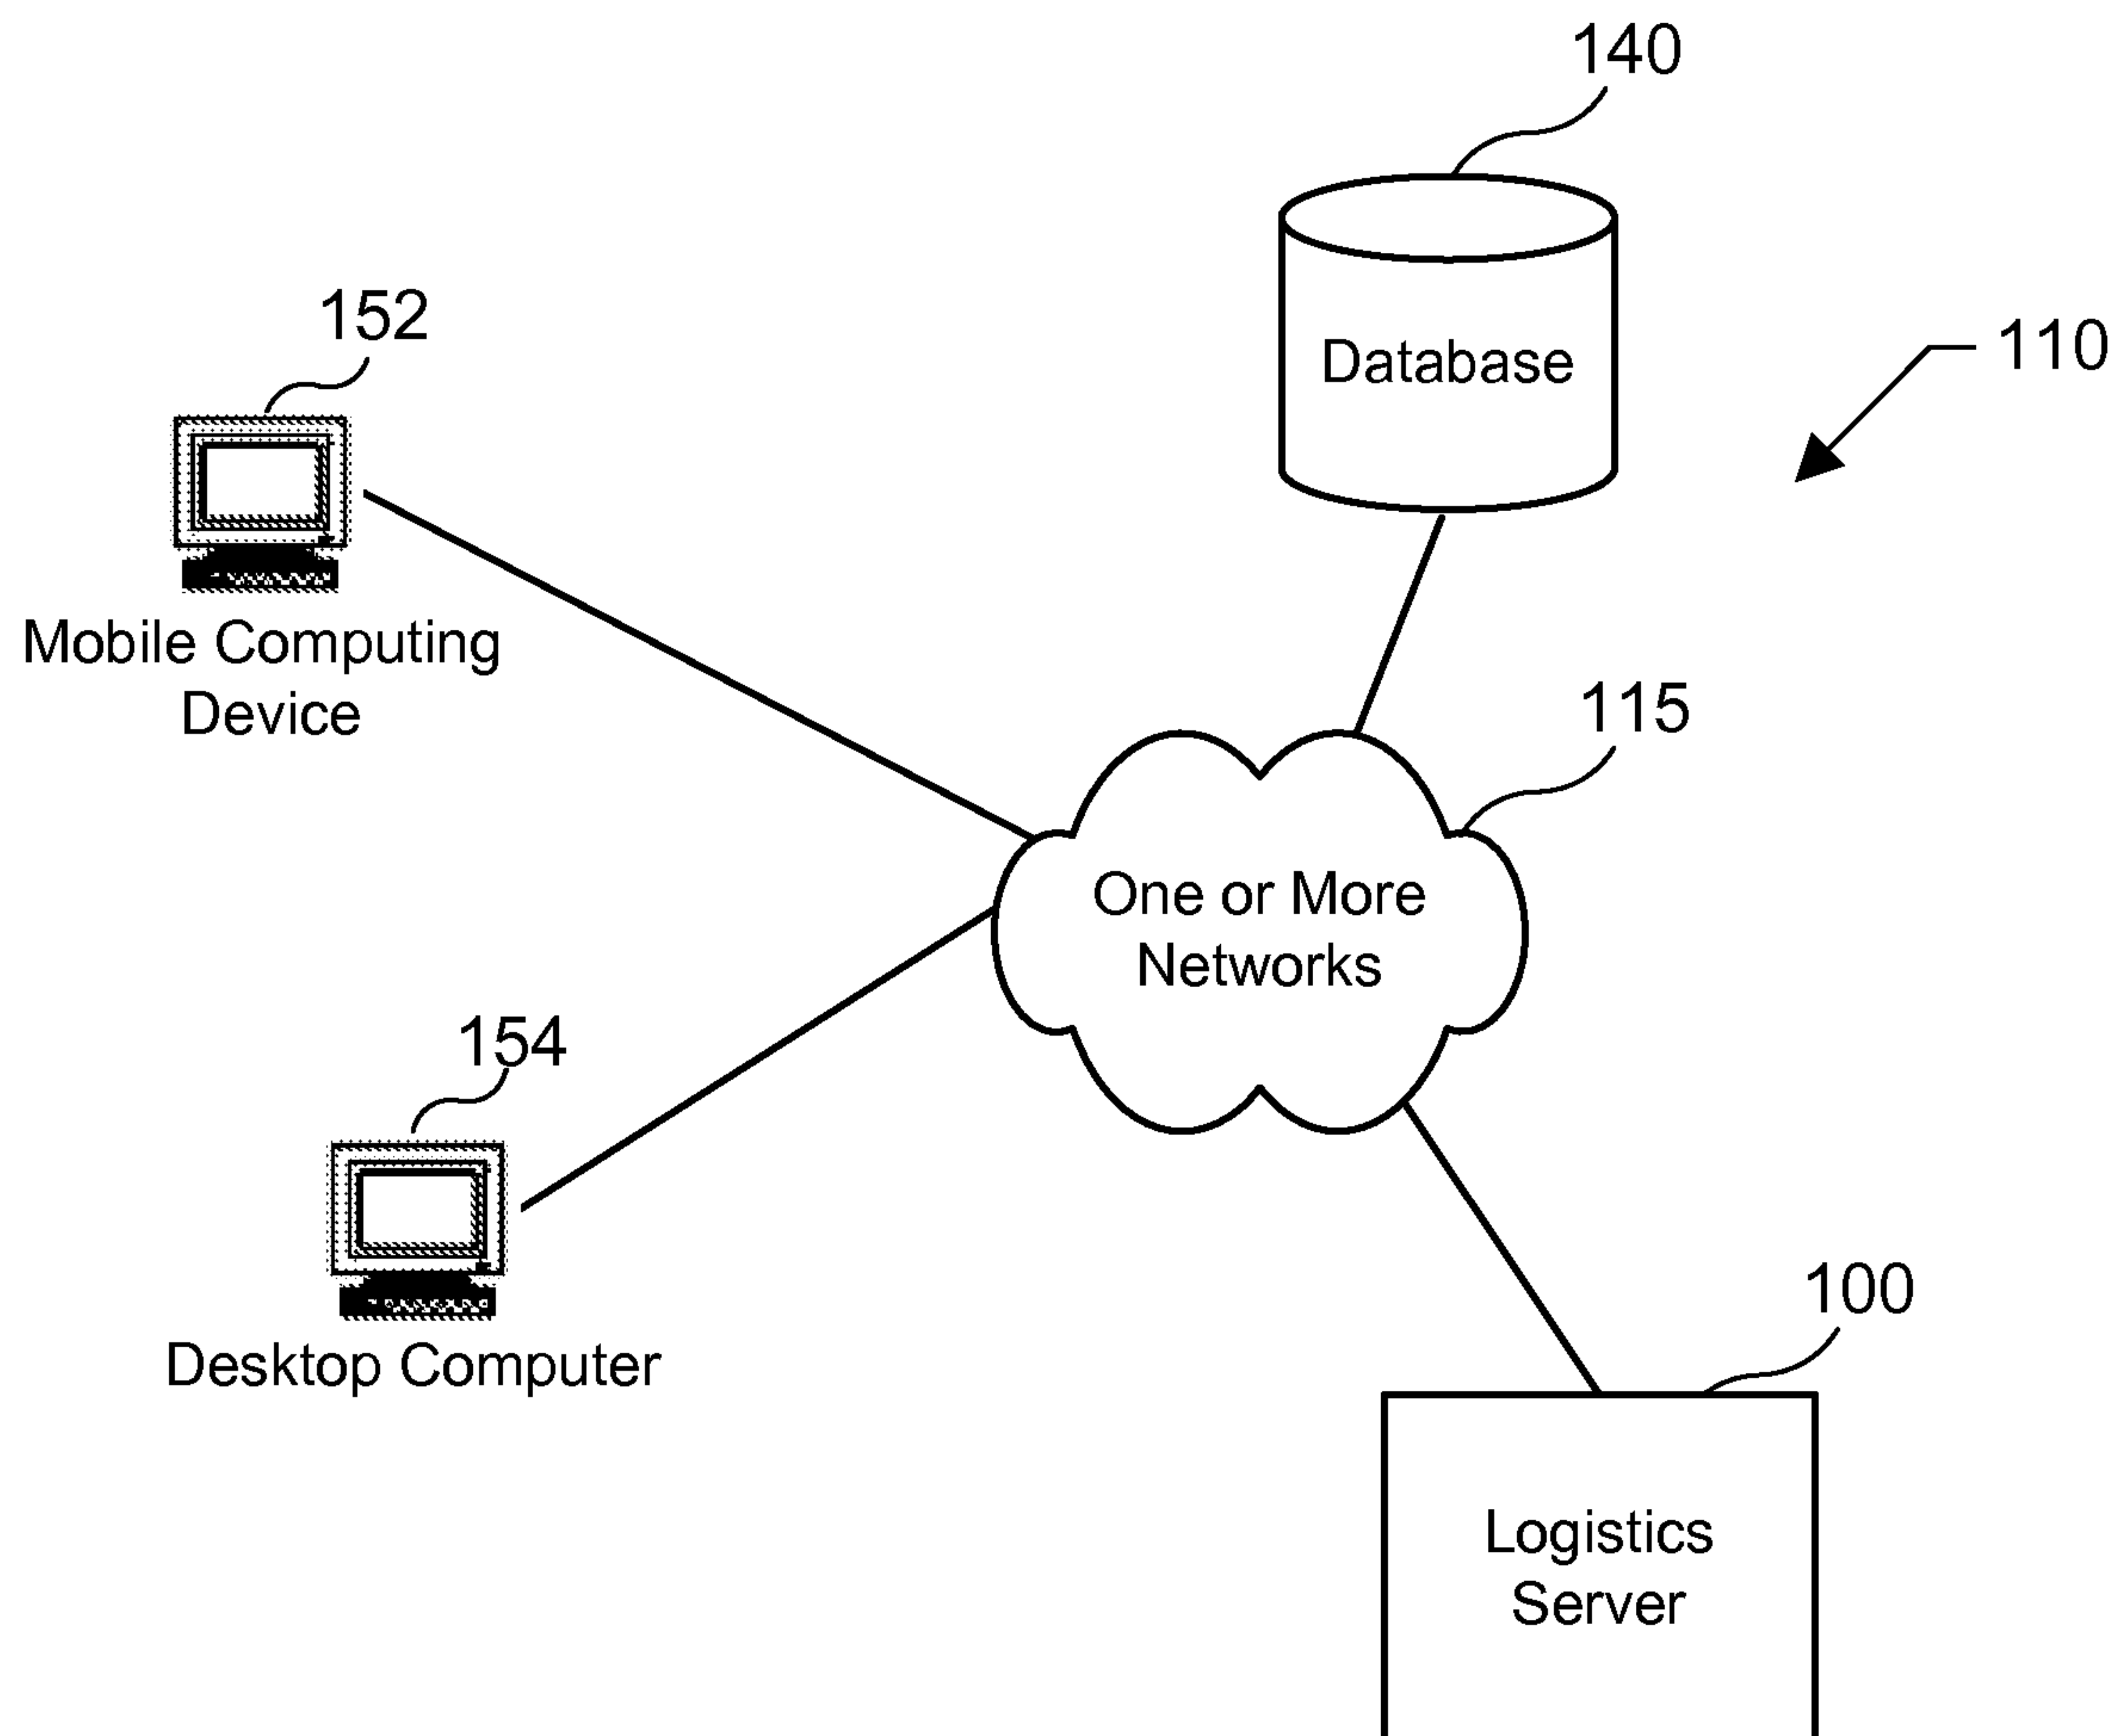 140
152
Database
110
Mobile Computing
Device
115
One or More
Networks
154
100
Desktop Computer
Logistics
Server